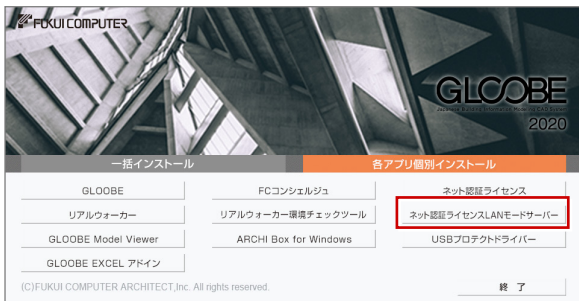 FUKUI COMPUTER
GLOOBE
Japanese Building Information Modeling CAD System
2020
一括インストール 各アプリ個別インストール
GLOOBE FCコンシェルジュ ネット認証ライセンス
リアルウォーカー リアルウォーカー環境チェックツール ネット認証ライセンスLANモードサーバー
GLOOBE Model Viewer ARCHI Box for Windows USBプロテクトドライバー
GLOOBE EXCEL アドイン
(C)FUKUI COMPUTER ARCHITECT,Inc. All rights reserved. 終 了